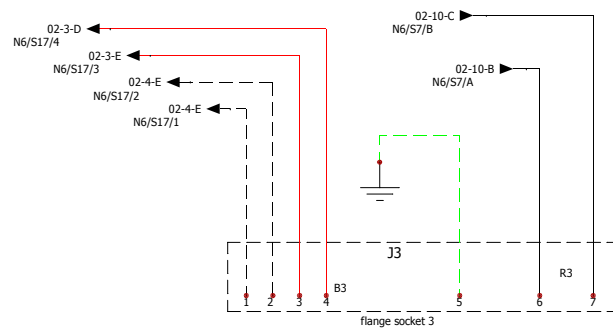 02-3-D
N6/S17/4
02-3-E
N6/S17/3
02-4-E
N6/S17/2
02-4-E
N6/S17/1
02-10-C
N6/S7/B
02-10-B
N6/S7/A
J3
B3
R3
1 2 3 4 5 6 7
flange socket 3